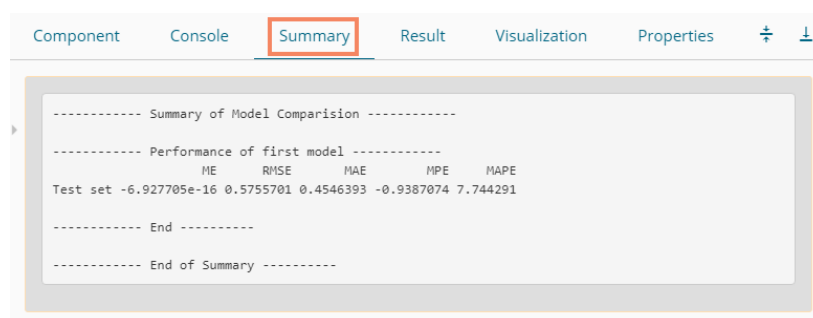 Component Console Summary Result Visualization Properties
------------ Summary of Model Comparision ------------
------------ Performance of first model ------------
ME RMSE MAE MPE MAPE
Test set -6.927705e-16 0.5755701 0.4546393 -0.9387074 7.744291
------------ End ----------
------------ End of Summary ----------